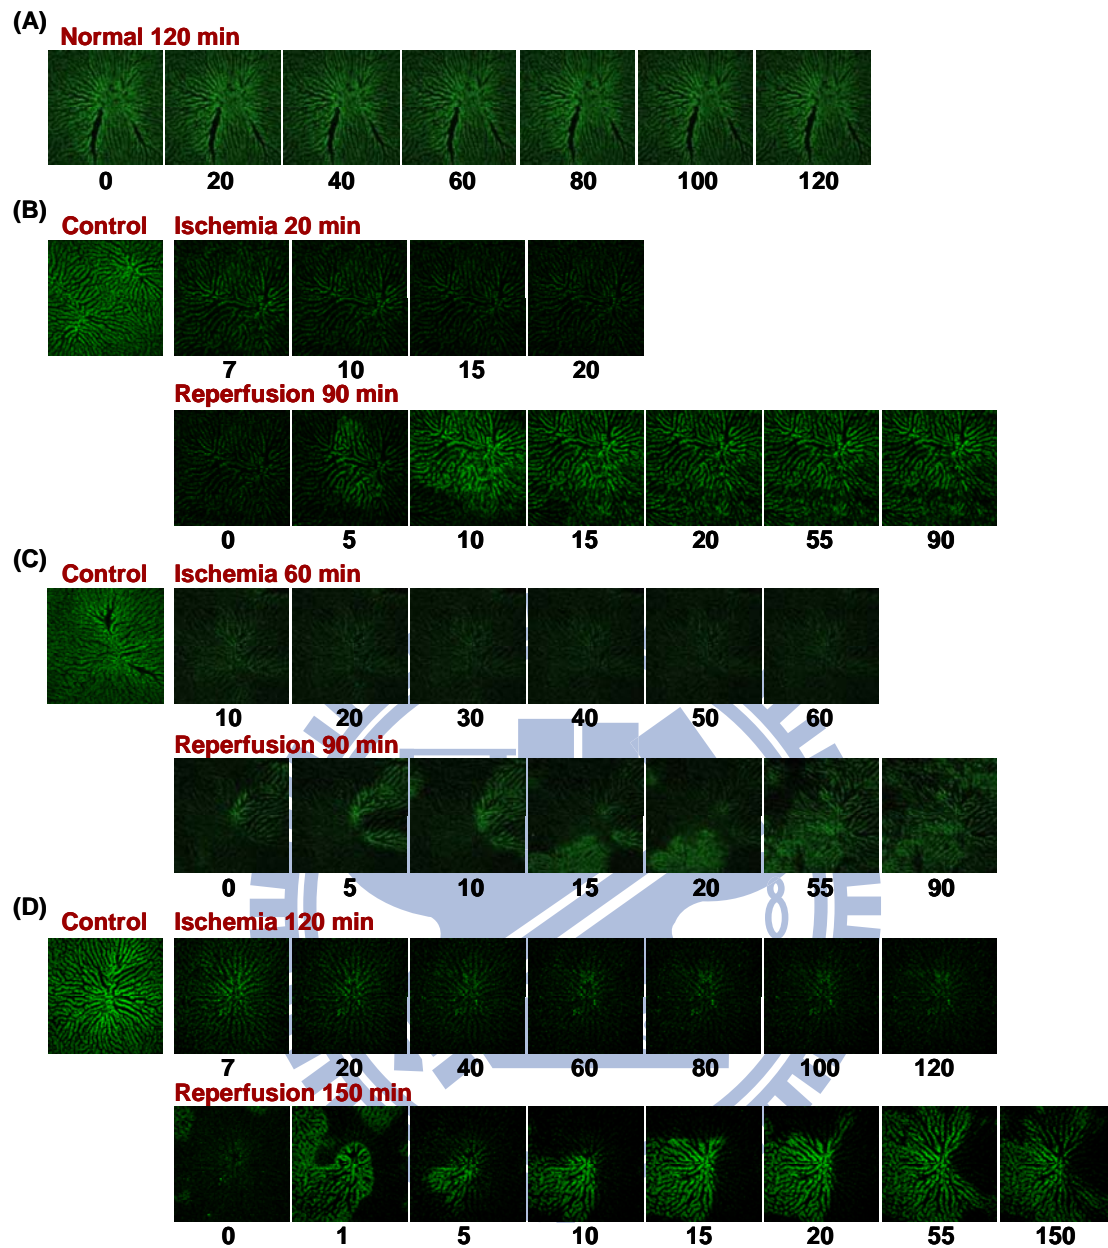 (A)
Normal 120 min
0 20 40 60 80 100 120
(B)
Control Ischemia 20 min
7 10 15 20
Reperfusion 90 min
0 5 10 15 20 55 90
(C)
Control Ischemia 60 min
10 20 30 40 50 60
Reperfusion 90 min
0 5 10 15 20 55 90
(D)
Control Ischemia 120 min
7 20 40 60 80 100 120
Reperfusion 150 min
0 1 5 10 15 20 55 150